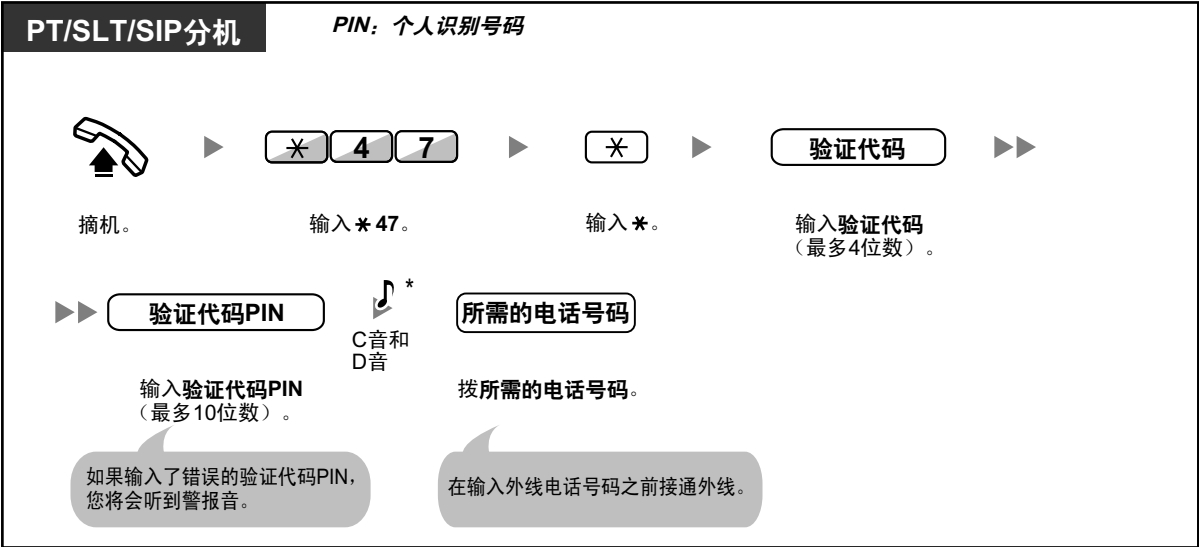 PT/SLT/SIP分机
PIN：个人识别号码
* 4 7
*
验证代码
摘机。
输入*47。
输入*。
输入验证代码
（最多4位数）。
验证代码PIN
*
C音和
D音
所需的电话号码
输入验证代码PIN
（最多10位数）。
拨所需的电话号码。
如果输入了错误的验证代码PIN，
您将会听到警报音。
在输入外线电话号码之前接通外线。